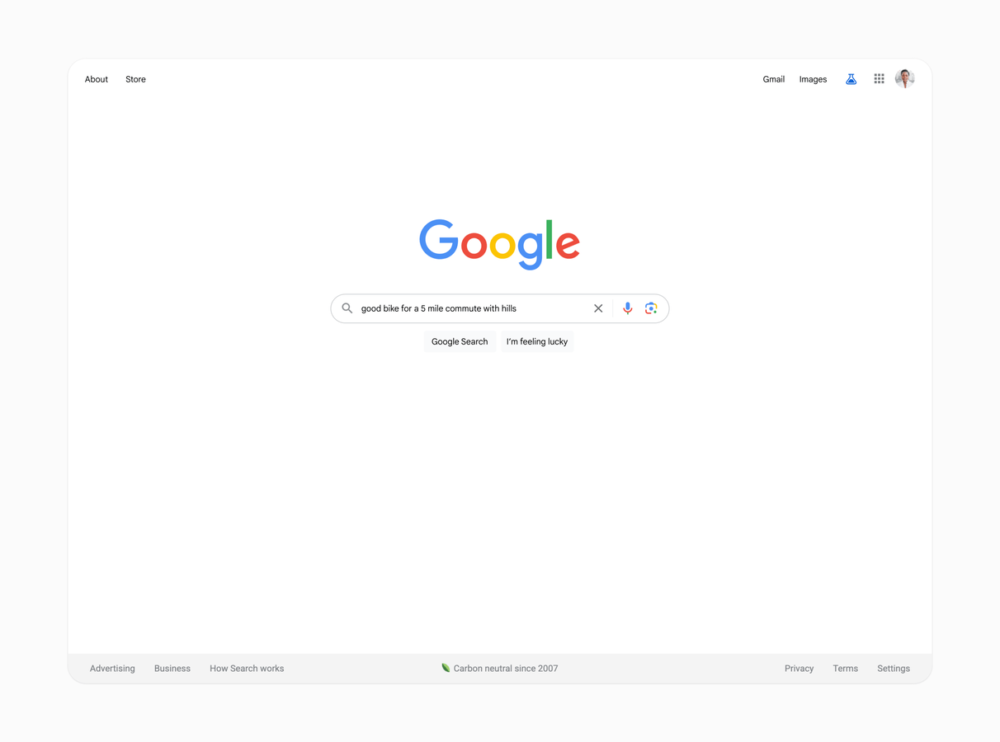 About Store Gmail Images
Google
good bike for a 5 mile commute with hills
Google Search I'm feeling lucky
Advertising Business How Search works Carbon neutral since 2007 Privacy Terms Settings